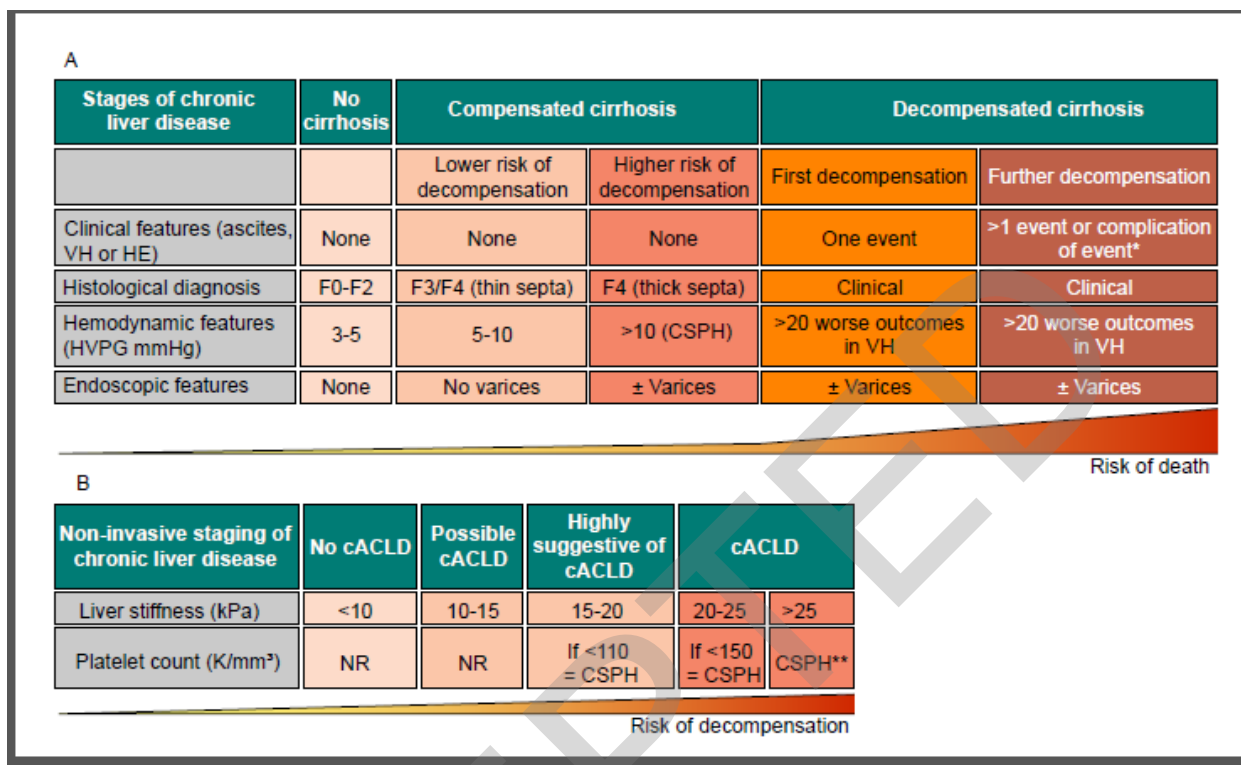 A
Stages of chronic
liver disease
No
cirrhosis
Compensated cirrhosis
Decompensated cirrhosis
Lower risk of
decompensation
Higher risk of
decompensation
First decompensation
Further decompensation
Clinical features (ascites,
VH or HE)
None
None
None
One event
>1 event or complication
of event*
Histological diagnosis
F0-F2
F3/F4 (thin septa)
F4 (thick septa)
Clinical
Clinical
Hemodynamic features
(HVPG mmHg)
3-5
5-10
>10 (CSPH)
>20 worse outcomes
in VH
>20 worse outcomes
in VH
Endoscopic features
None
No varices
± Varices
± Varices
± Varices
Risk of death
B
Non-invasive staging of
chronic liver disease
No cACLD
Possible
cACLD
Highly
suggestive of
cACLD
cACLD
Liver stiffness (kPa)
<10
10-15
15-20
20-25
>25
Platelet count (K/mm³)
NR
NR
If <110
= CSPH
If <150
= CSPH
CSPH**
Risk of decompensation